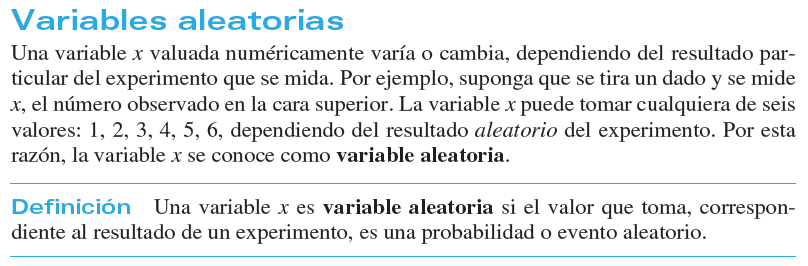 Variables aleatorias
Una variable x valuada numéricamente varía o cambia, dependiendo del resultado par-
ticular del experimento que se mida. Por ejemplo, suponga que se tira un dado y se mide
x, el número observado en la cara superior. La variable x puede tomar cualquiera de seis
valores: 1, 2, 3, 4, 5, 6, dependiendo del resultado aleatorio del experimento. Por esta
razón, la variable x se conoce como variable aleatoria.
Definición Una variable x es variable aleatoria si el valor que toma, correspon-
diente al resultado de un experimento, es una probabilidad o evento aleatorio.